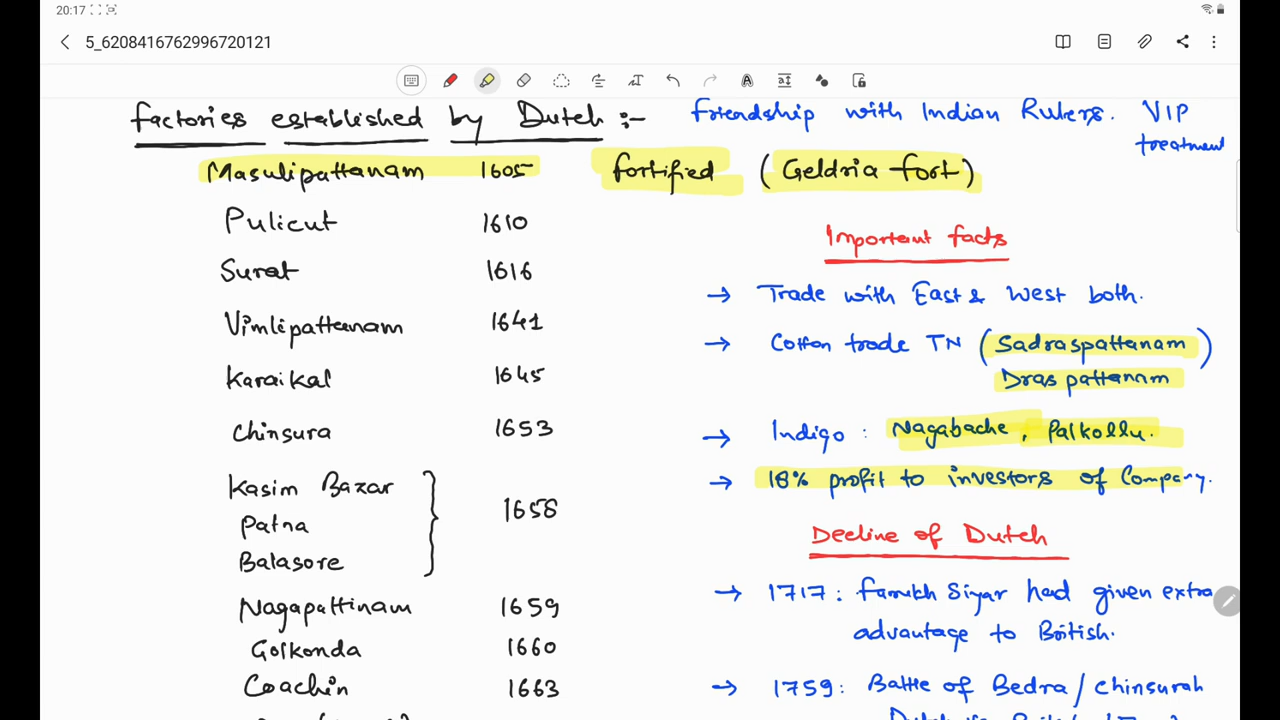 20:17
5_6208416762996720121
Factories established by Dutch :-
Masulipattanam 1605 fortified (Geldria fort)
Pulicut 1610
Surat 1616
Vimlipattanam 1641
Karaikal 1645
Chinsura 1653
Kasim Bazar
Patna
Balasore
1658
Nagapattinam 1659
Golkonda 1660
Coachin 1663
friendship with Indian Rulers. VIP
treatment
Important facts
→ Trade with East & West both.
→ Cotton trade TN (Sadraspattanam)
Dras pattanam
→ Indigo : Nagabache, Palkollu.
→ 18% profit to investors of Company.
Decline of Dutch
→ 1717: Farrukh Siyar had given extra
advantage to British.
→ 1759: Battle of Bedra/chinsurah